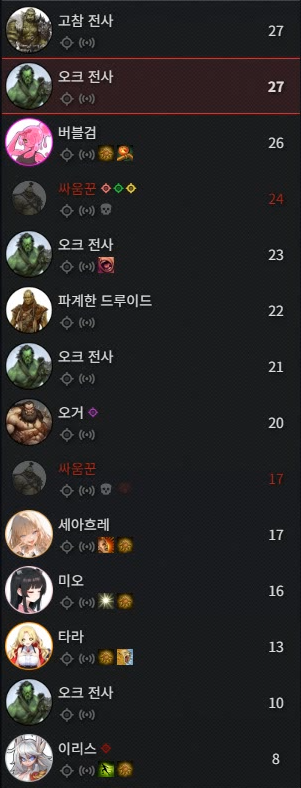 고참 전사 27
오크 전사 27
버블검 26
싸움꾼 24
오크 전사 23
파계한 드루이드 22
오크 전사 21
오거 20
싸움꾼 17
세아흐레 17
미오 16
타라 13
오크 전사 10
이리스 8